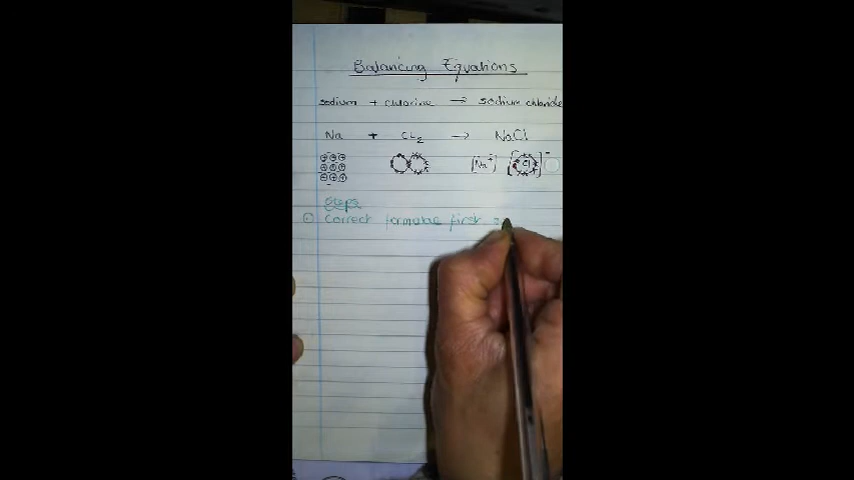 Balancing Equations
sodium + chlorine → sodium chloride
Na + CL₂ → NaCl
[Na⁺] [Cl]⁻
Steps
① Correct formulae first